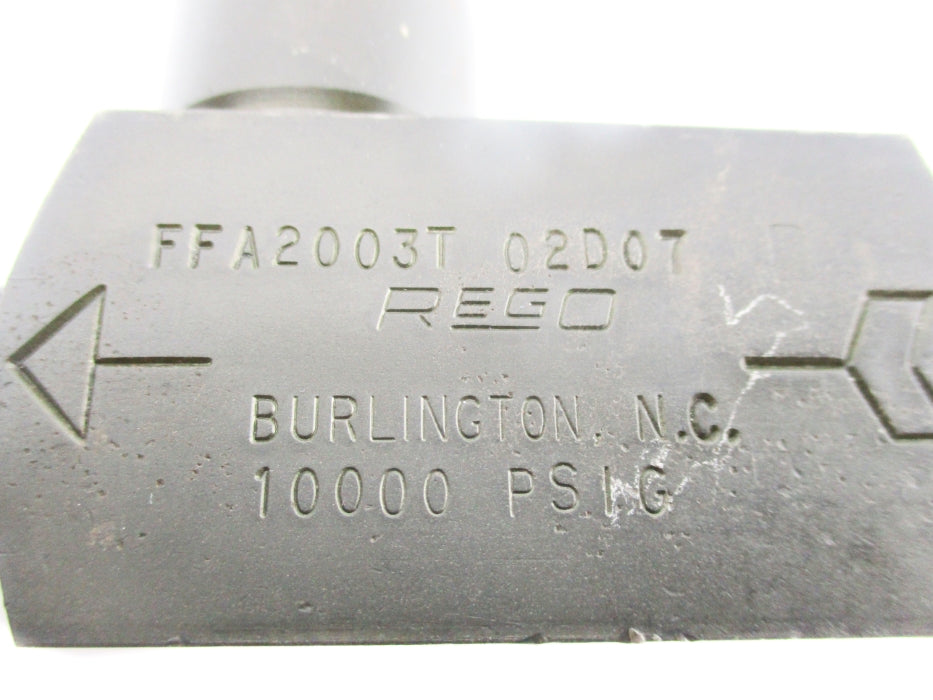 FFA2003T 02D07
REGO
BURLINGTON, N.C.
10000 PSIG